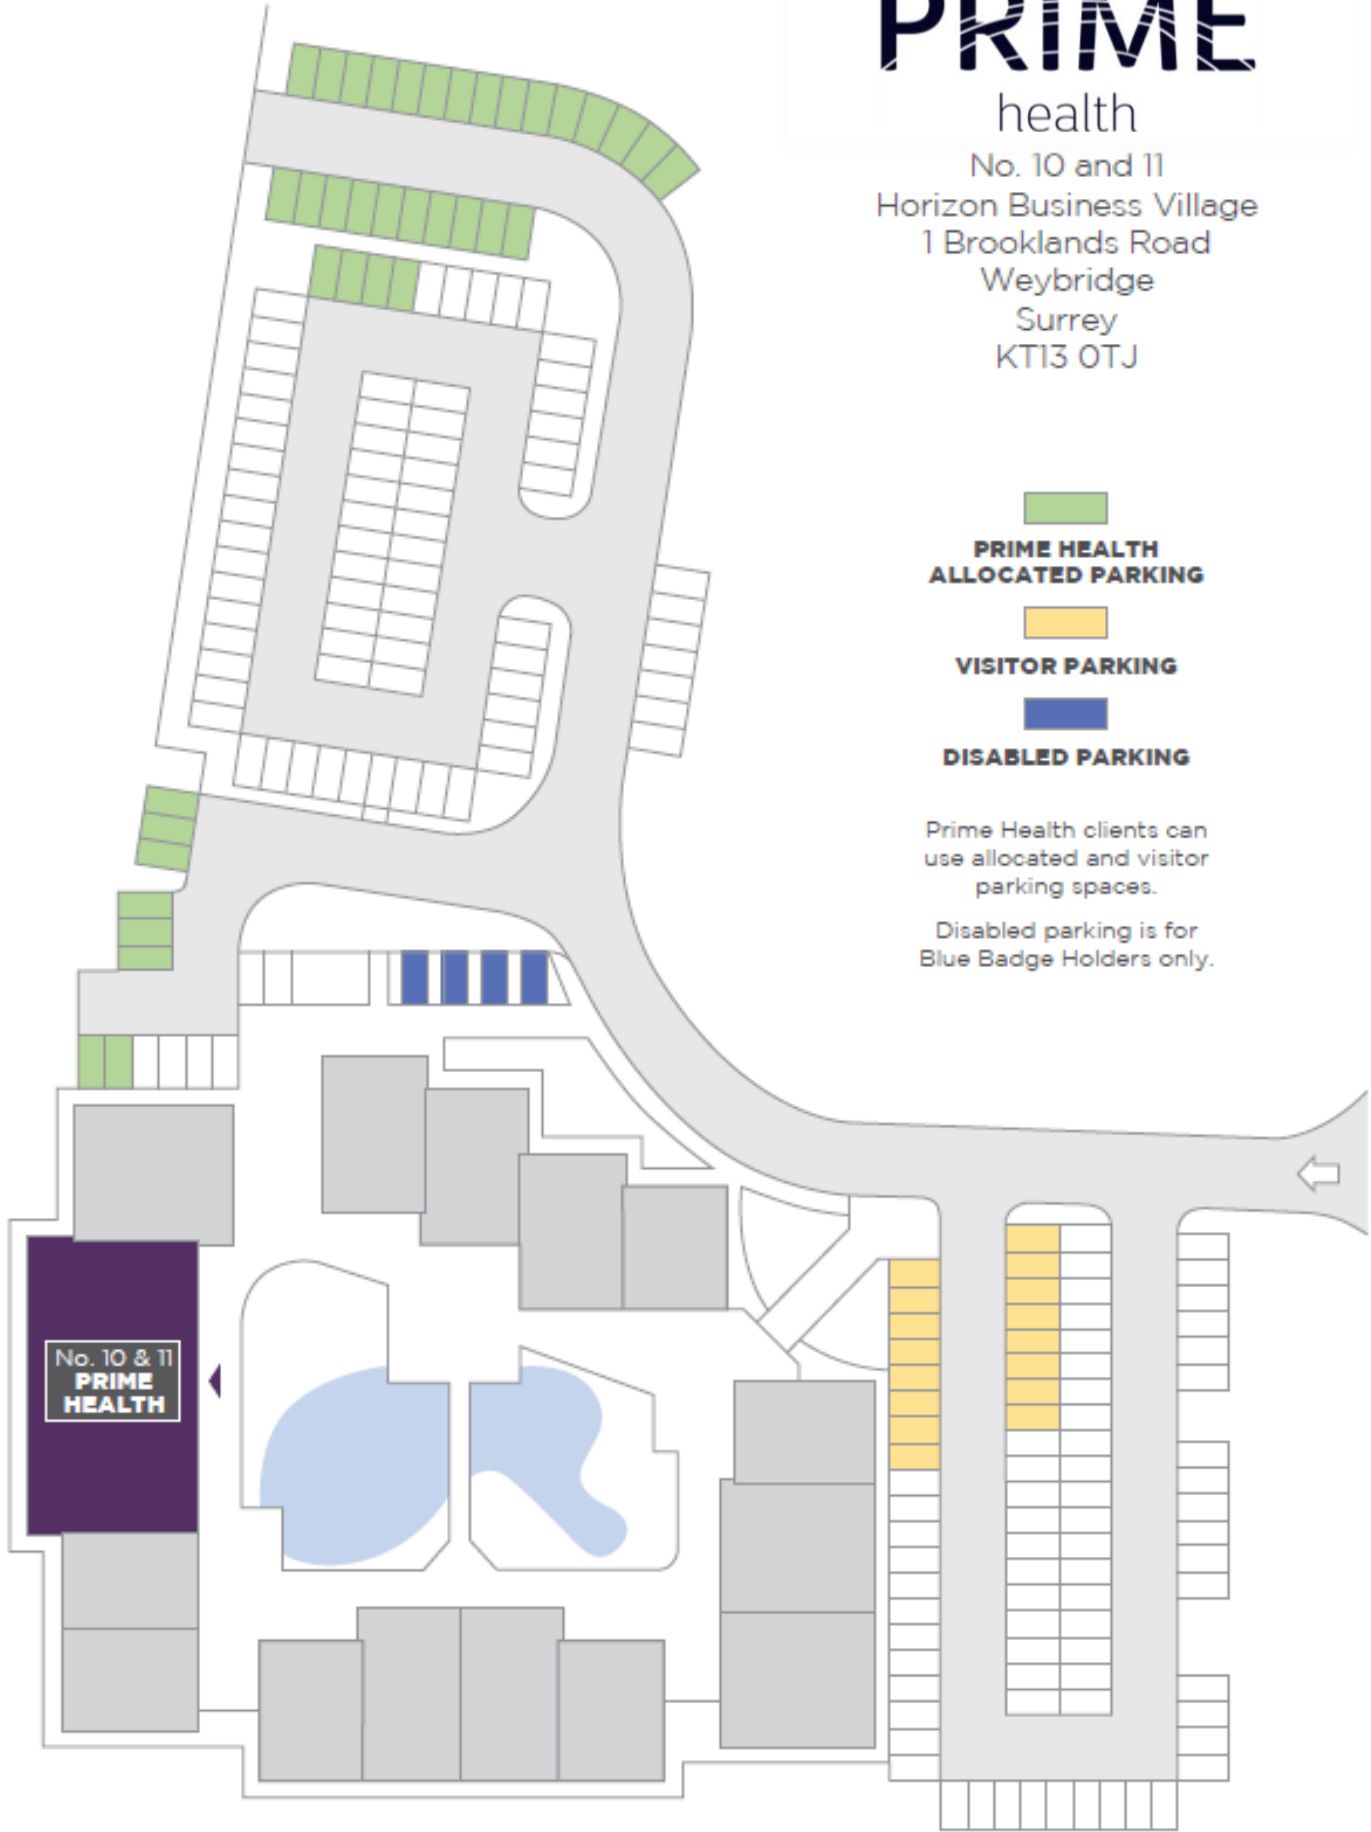 PRIME
health
No. 10 and 11
Horizon Business Village
1 Brooklands Road
Weybridge
Surrey
KT13 0TJ
PRIME HEALTH
ALLOCATED PARKING
VISITOR PARKING
DISABLED PARKING
Prime Health clients can
use allocated and visitor
parking spaces.
Disabled parking is for
Blue Badge Holders only.
No. 10 & 11
PRIME
HEALTH